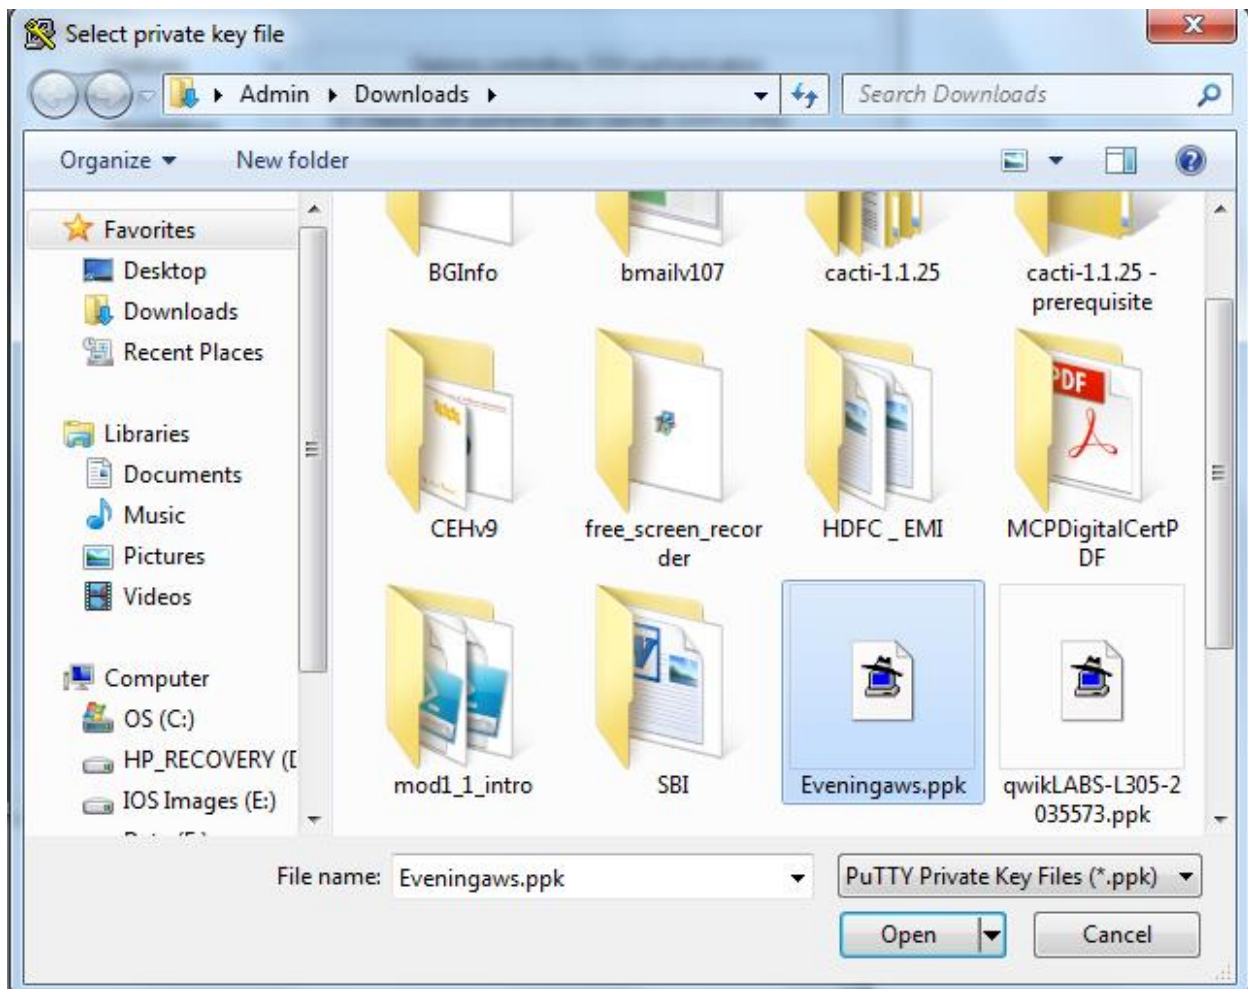 Select private key file
Admin Downloads
Search Downloads
Organize New folder
Favorites
Desktop
Downloads
Recent Places
Libraries
Documents
Music
Pictures
Videos
Computer
OS (C:)
HP_RECOVERY (D
IOS Images (E:)
BGInfo
bmailv107
cacti-1.1.25
cacti-1.1.25 -
prerequisite
CEHv9
free_screen_recor
der
HDFC _ EMI
MCPDigitalCertP
DF
PDF
mod1_1_intro
SBI
Eveningaws.ppk
qwikLABS-L305-2
035573.ppk
File name: Eveningaws.ppk PuTTY Private Key Files (*.ppk)
Open Cancel